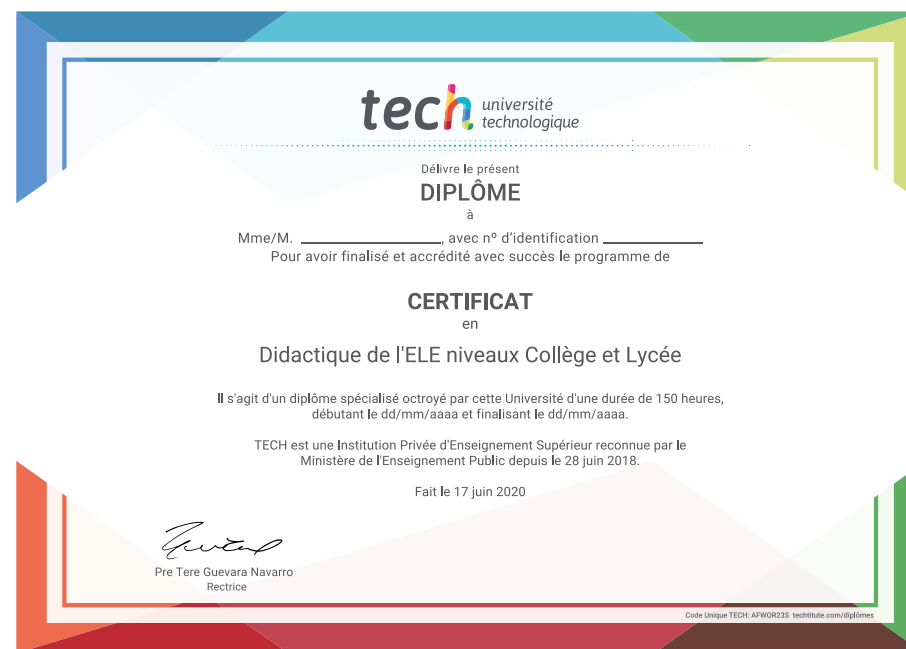 tech université
technologique
Délivre le présent
DIPLÔME
à
Mme/M. ____________________, avec nº d'identification ______________
Pour avoir finalisé et accrédité avec succès le programme de
CERTIFICAT
en
Didactique de l'ELE niveaux Collège et Lycée
Il s'agit d'un diplôme spécialisé octroyé par cette Université d'une durée de 150 heures,
débutant le dd/mm/aaaa et finalisant le dd/mm/aaaa.
TECH est une Institution Privée d'Enseignement Supérieur reconnue par le
Ministère de l'Enseignement Public depuis le 28 juin 2018.
Fait le 17 juin 2020
Pre Tere Guevara Navarro
Rectrice
Code Unique TECH: AFWOR23S techtitute.com/diplômes